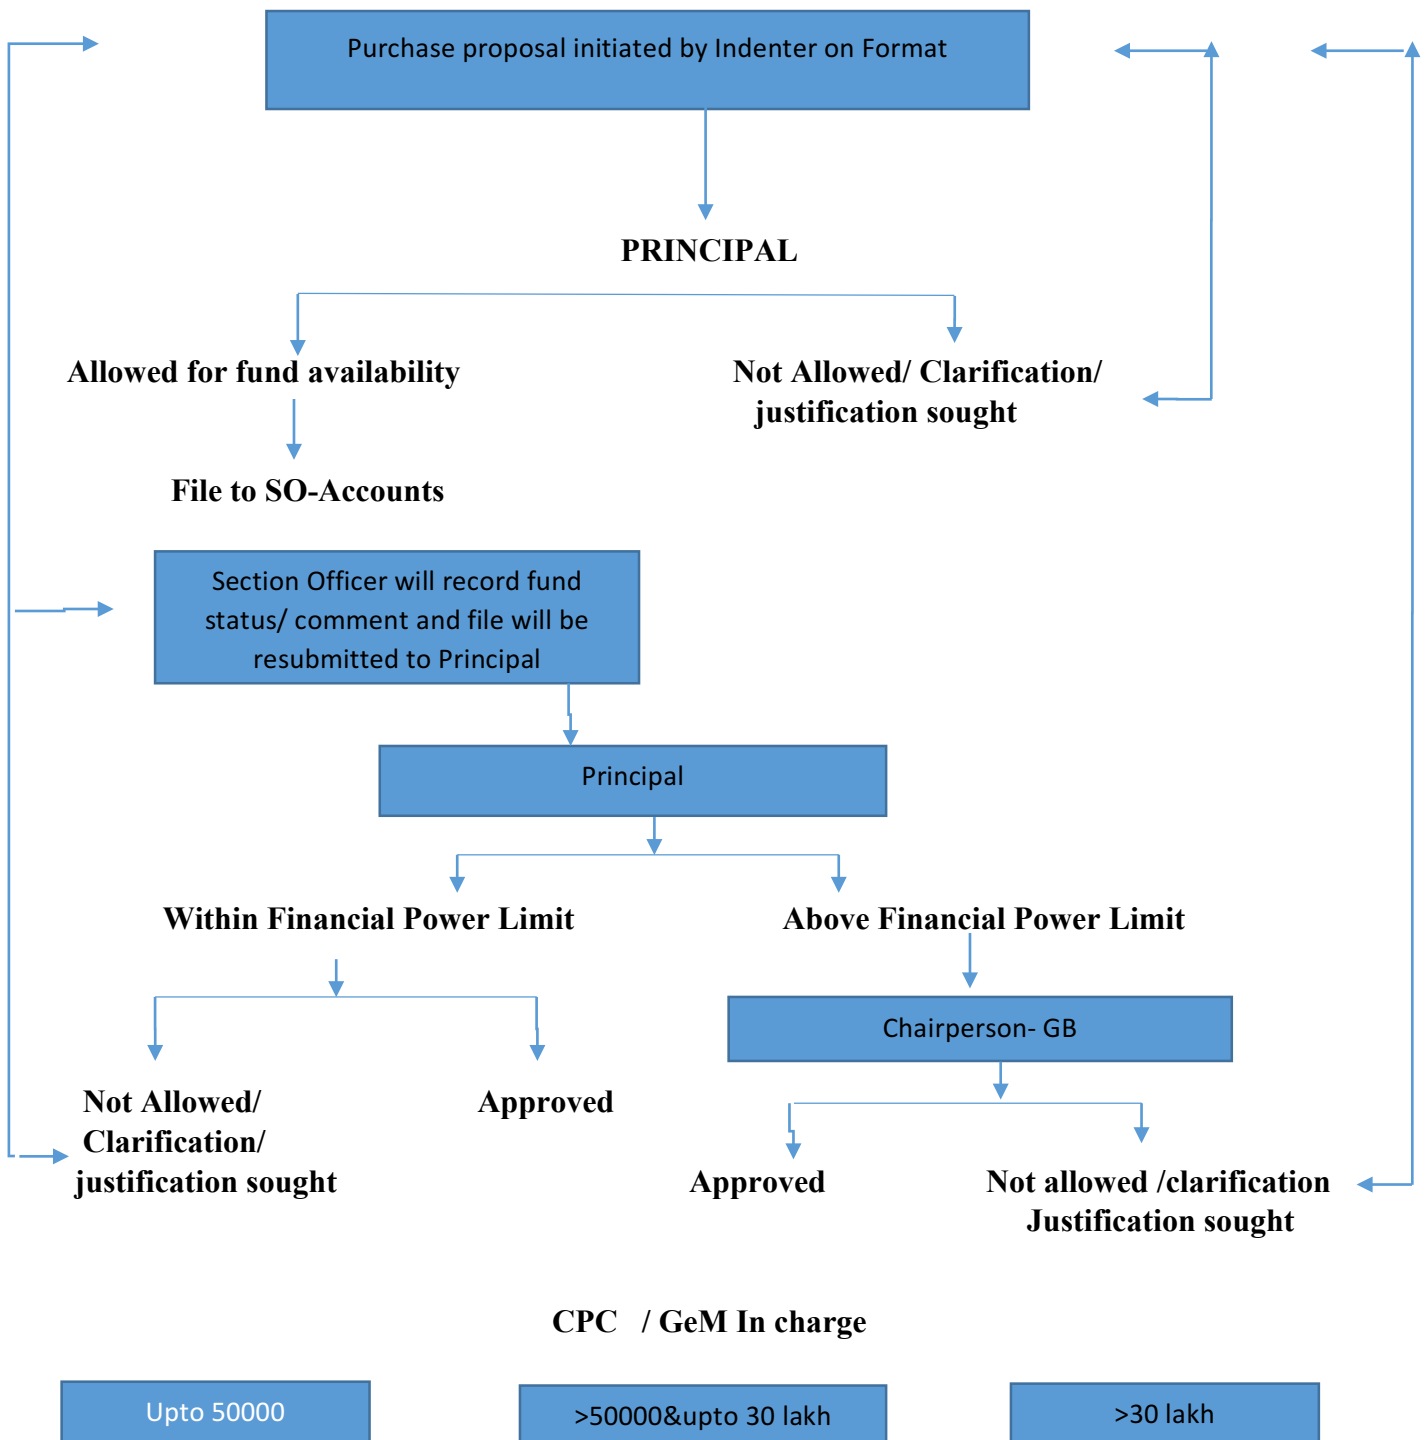 Purchase proposal initiated by Indenter on Format
PRINCIPAL
Allowed for fund availability
Not Allowed/ Clarification/
justification sought
File to SO-Accounts
Section Officer will record fund
status/ comment and file will be
resubmitted to Principal
Principal
Within Financial Power Limit
Above Financial Power Limit
Chairperson- GB
Not Allowed/
Clarification/
justification sought
Approved
Approved
Not allowed /clarification
Justification sought
CPC / GeM In charge
Upto 50000
>50000&upto 30 lakh
>30 lakh